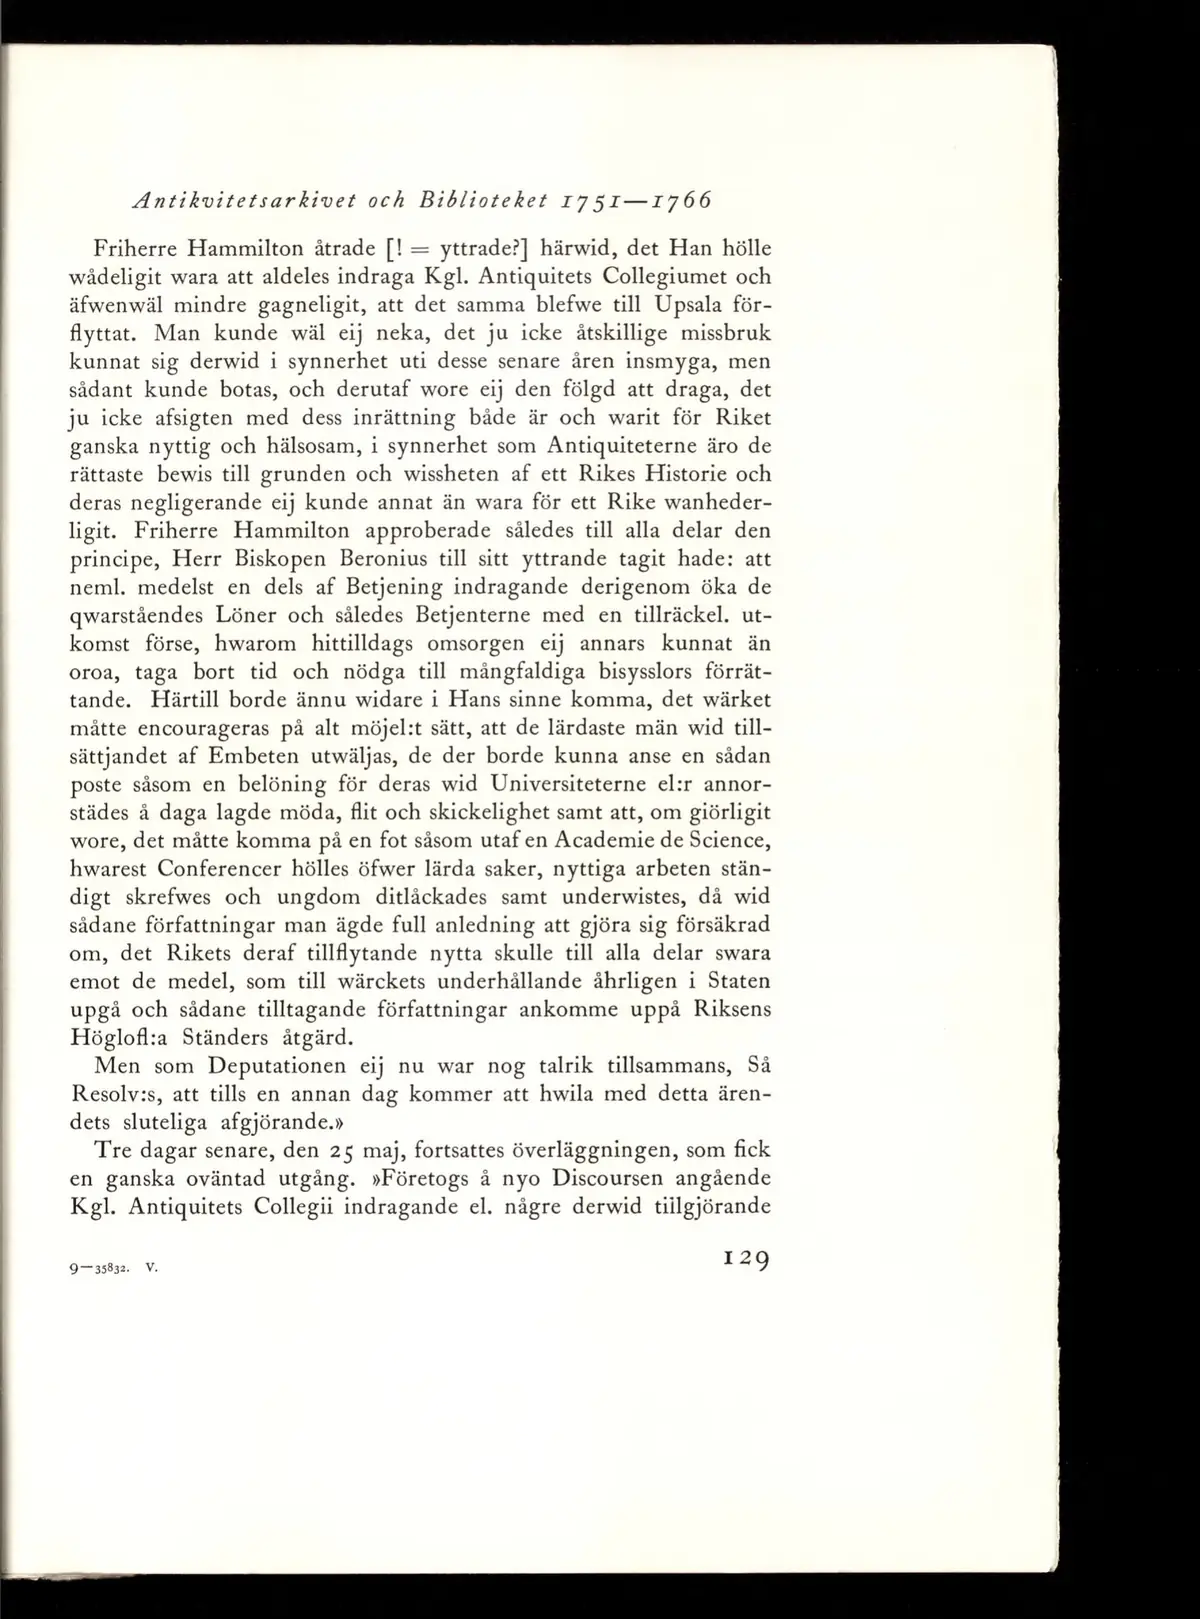 Antikvitetsarkivet och Biblioteket 1751—1766
Friherre Hammilton åtrade [! = yttrade?] härwid, det Han hölle
wådeligit wara att aldeles indraga Kgl. Antiquitets Collegiumet och
äfwenwäl mindre gagneligit, att det samma blefwe till Upsala för-
flyttat. Man kunde wäl eij neka, det ju icke åtskillige missbruk
kunnat sig derwid i synnerhet uti desse senare åren insmyga, men
sådant kunde botas, och derutaf wore eij den fölgd att draga, det
ju icke afsigten med dess inrättning både är och warit för Riket
ganska nyttig och hälsosam, i synnerhet som Antiquiteterne äro de
rättaste bewis till grunden och wissheten af ett Rikes Historie och
deras negligerande eij kunde annat än wara för ett Rike wanheder-
ligit. Friherre Hammilton approberade således till alla delar den
principe, Herr Biskopen Beronius till sitt yttrande tagit hade: att
neml. medelst en dels af Betjening indragande derigenom öka de
qwarståendes Löner och således Betjenterne med en tillräckel. ut-
komst förse, hwarom hittilldags omsorgen eij annars kunnat än
oroa, taga bort tid och nödga till mångfaldiga bisysslors förrät-
tande. Härtill borde ännu widare i Hans sinne komma, det wärket
måtte encourageras på alt möjel:t sätt, att de lärdaste män wid till-
sättjandet af Embeten utwäljas, de der borde kunna anse en sådan
poste såsom en belöning för deras wid Universiteterne el:r annor-
städes å daga lagde möda, flit och skickelighet samt att, om giörligit
wore, det måtte komma på en fot såsom utaf en Academie de Science,
hwarest Conferencer hölles öfwer lärda saker, nyttiga arbeten stän-
digt skrefwes och ungdom ditlåckades samt underwistes, då wid
sådane författningar man ägde full anledning att gjöra sig försäkrad
om, det Rikets deraf tillflytande nytta skulle till alla delar swara
emot de medel, som till wärckets underhållande åhrligen i Staten
upgå och sådane tilltagande författningar ankomme uppå Riksens
Höglofl:a Ständers åtgärd.
Men som Deputationen eij nu war nog talrik tillsammans, Så
Resolv:s, att tills en annan dag kommer att hwila med detta ären-
dets sluteliga afgjörande.»
Tre dagar senare, den 25 maj, fortsattes överläggningen, som fick
en ganska oväntad utgång. »Företogs å nyo Discoursen angående
Kgl. Antiquitets Collegii indragande el. någre derwid tillgjörande
9—35832. V.
129